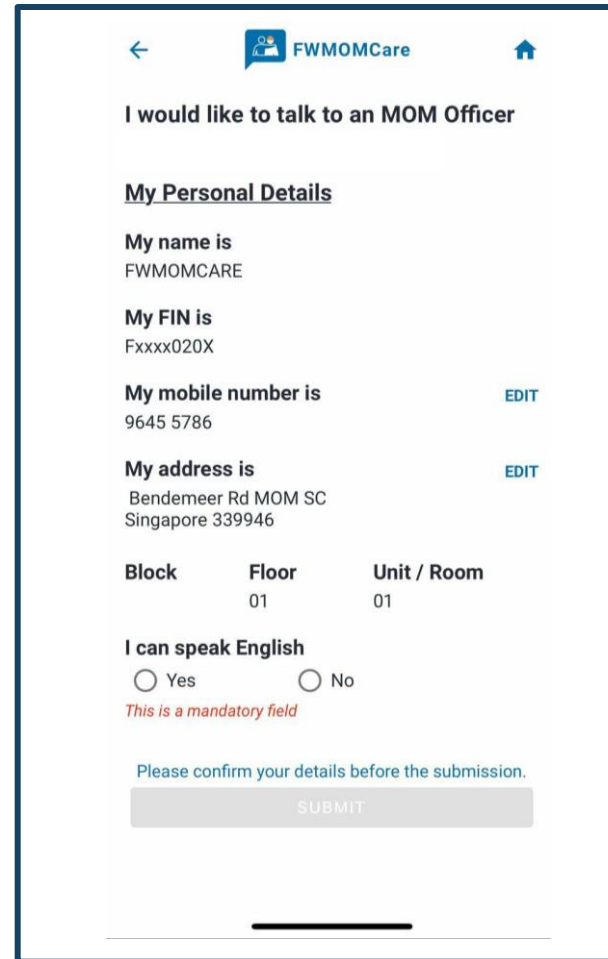 FWMOMCare
I would like to talk to an MOM Officer
My Personal Details
My name is
FWMOMCARE
My FIN is
Fxxxx020X
My mobile number is EDIT
9645 5786
My address is EDIT
Bendemeer Rd MOM SC
Singapore 339946
Block Floor Unit / Room
01 01
I can speak English
Yes No
This is a mandatory field
Please confirm your details before the submission.
SUBMIT